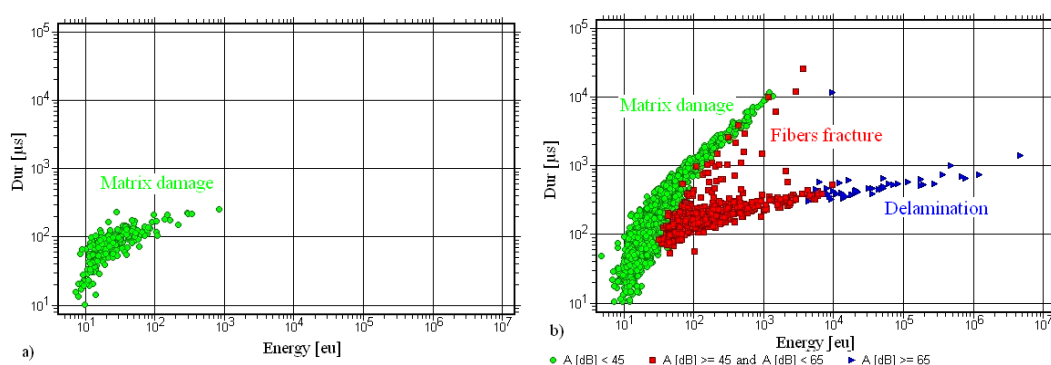 10⁵
10⁴
10³
10²
10¹
Dur [µs]
Matrix damage
10¹ 10² 10³ 10⁴ 10⁵ 10⁶ 10⁷
Energy [eu]
a)
10⁵
10⁴
10³
10²
10¹
Dur [µs]
Matrix damage
Fibers fracture
Delamination
10¹ 10² 10³ 10⁴ 10⁵ 10⁶ 10⁷
Energy [eu]
b)
A [dB] < 45 A [dB] >= 45 and A [dB] < 65 A [dB] >= 65